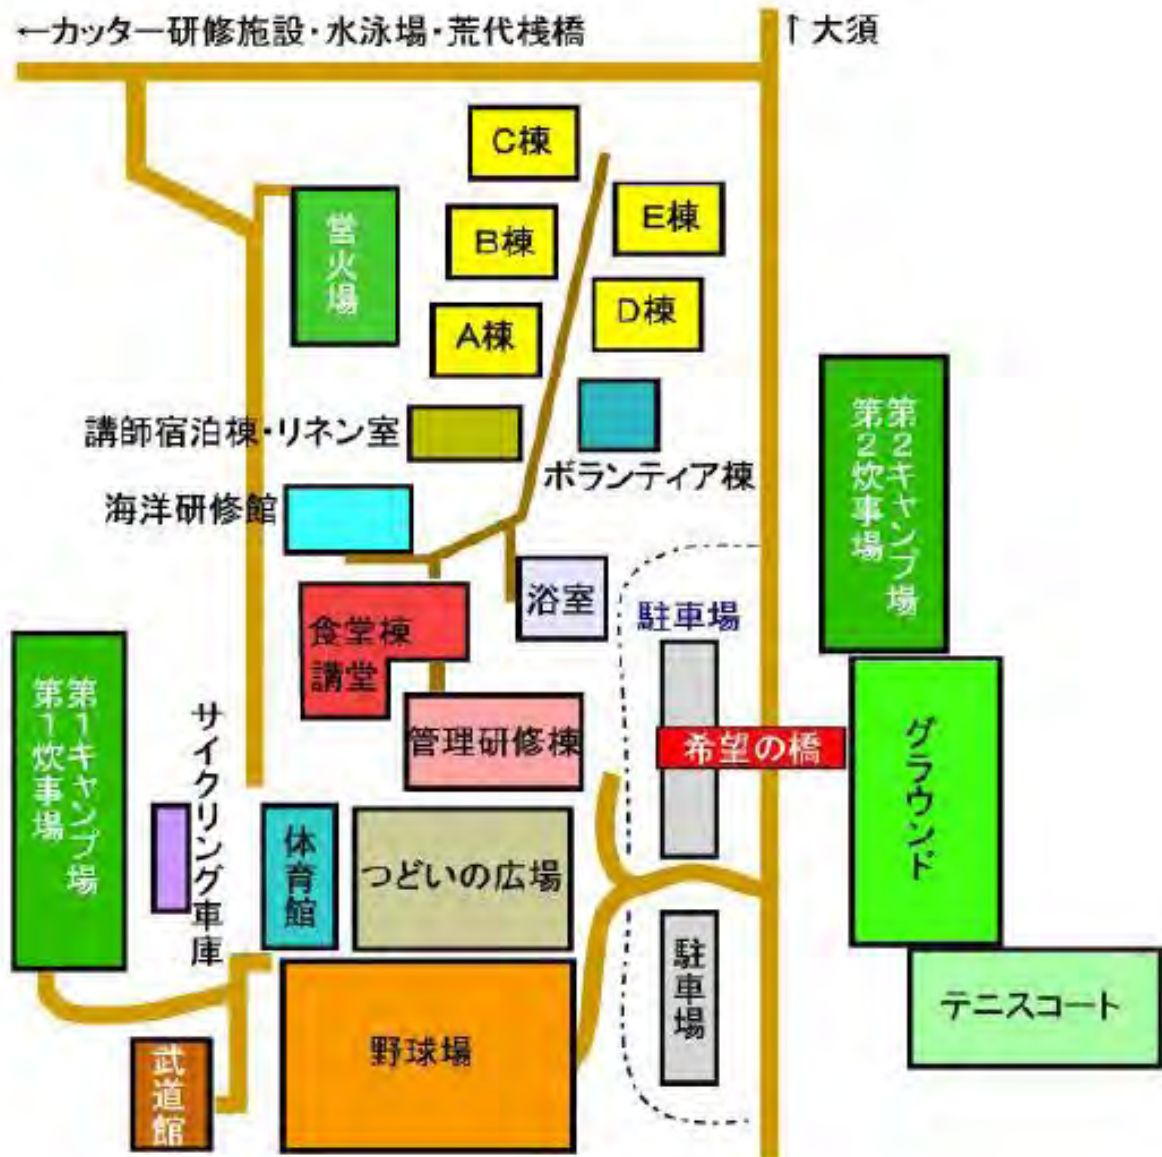 ←カッター研修施設・水泳場・荒代桟橋
↑大須
C棟
E棟
営火場
B棟
D棟
A棟
講師宿泊棟・リネン室
ボランティア棟
第2キャンプ場
第2炊事場
海洋研修館
浴室
食堂棟
講堂
駐車場
第1キャンプ場
第1炊事場
サイクリング車庫
管理研修棟
希望の橋
グラウンド
体育館
つどいの広場
駐車場
テニスコート
野球場
武道館